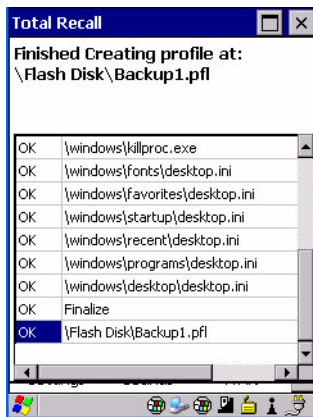 Total Recall
Finished Creating profile at:
\Flash Disk\Backup1.pfl
OK \windows\killproc.exe
OK \windows\fonts\desktop.ini
OK \windows\favorites\desktop.ini
OK \windows\startup\desktop.ini
OK \windows\recent\desktop.ini
OK \windows\programs\desktop.ini
OK \windows\desktop\desktop.ini
OK Finalize
OK \Flash Disk\Backup1.pfl